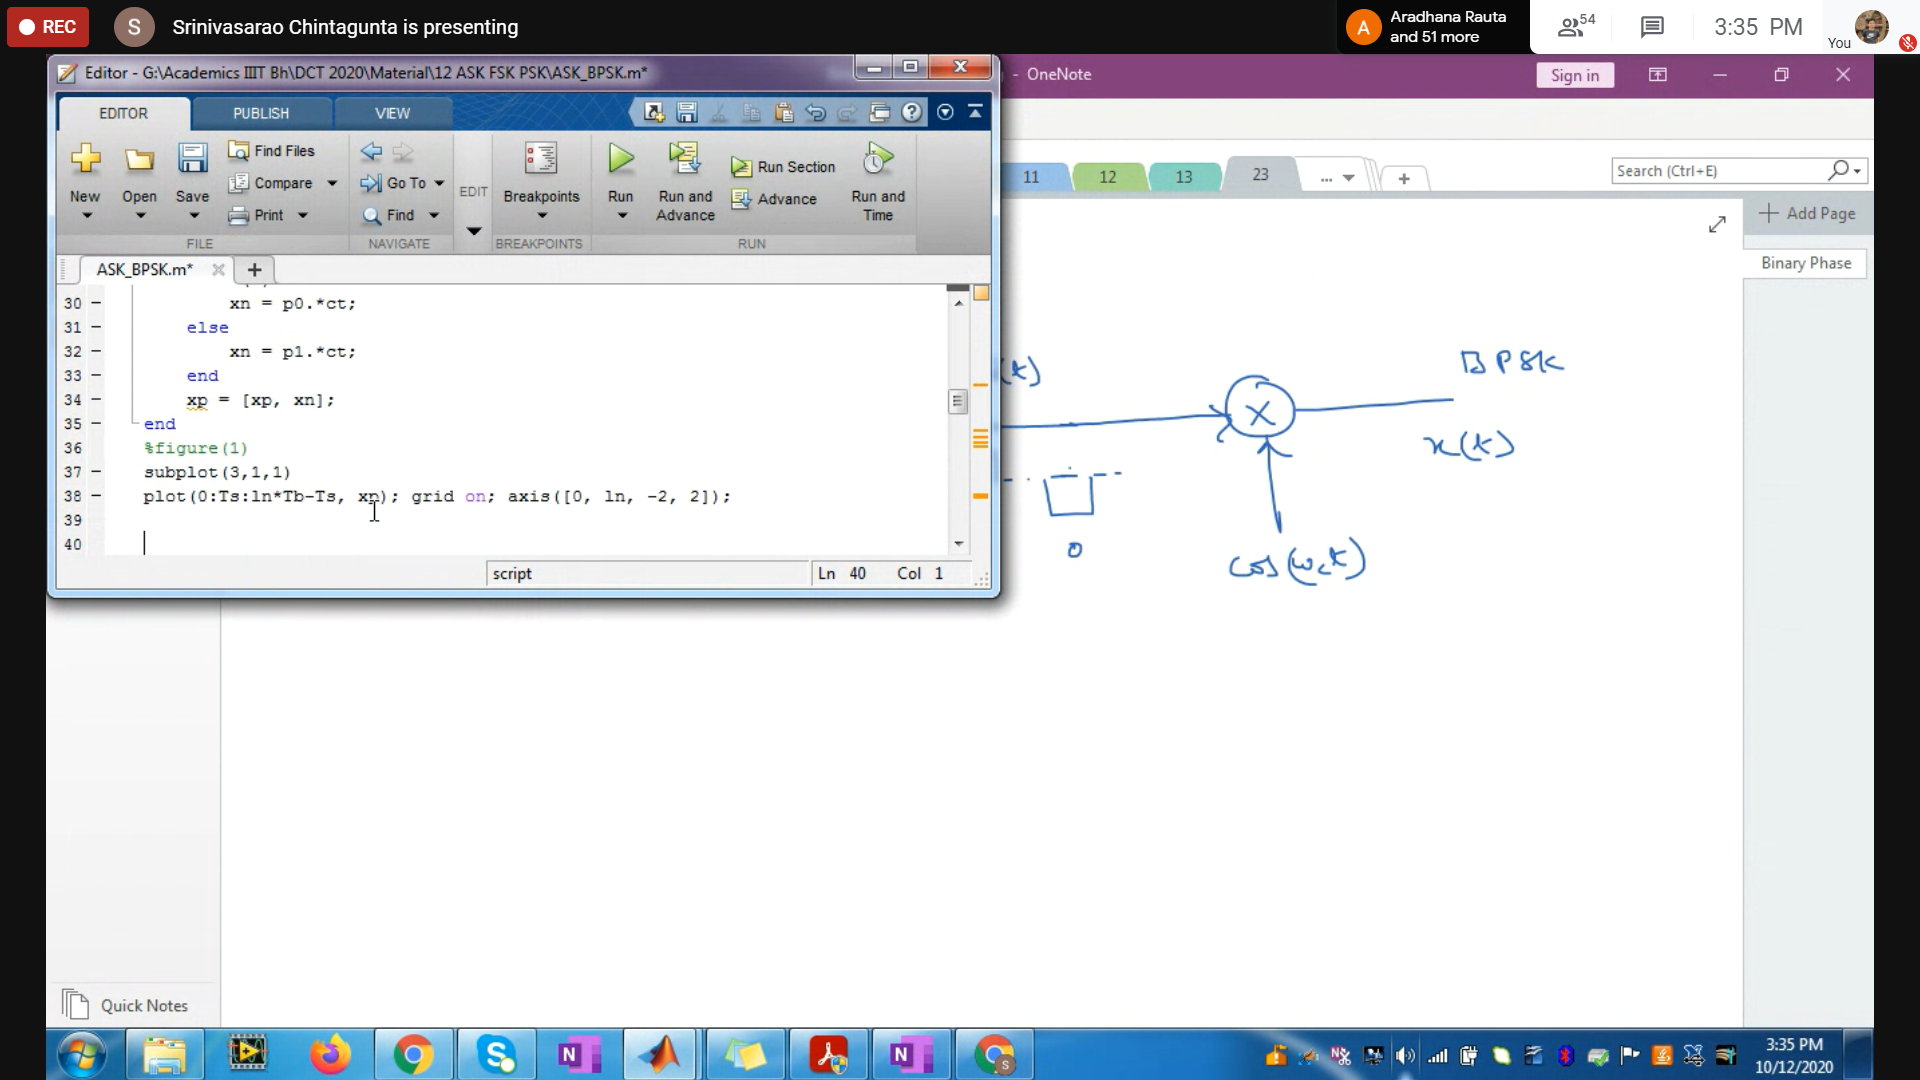 REC
S
Srinivasarao Chintagunta is presenting
A
Aradhana Rauta
and 51 more
54
3:35 PM
You
Editor - G:\Academics IIIT Bh\DCT 2020\Material\12 ASK FSK PSK\ASK_BPSK.m*
- OneNote
Sign in
EDITOR
PUBLISH
VIEW
New
Open
Save
Find Files
Compare
Print
Go To
Find
EDIT
Breakpoints
Run
Run and
Advance
Run Section
Advance
Run and
Time
FILE
NAVIGATE
BREAKPOINTS
RUN
11
12
13
23
...
Search (Ctrl+E)
Add Page
Binary Phase
ASK_BPSK.m*
30 – xn = p0.*ct;
31 – else
32 – xn = p1.*ct;
33 – end
34 – xp = [xp, xn];
35 – end
36 %figure(1)
37 – subplot(3,1,1)
38 – plot(0:Ts:ln*Tb-Ts, xn); grid on; axis([0, ln, -2, 2]);
39
40
script
Ln 40 Col 1
(t)
X
BPSK
x(t)
0
cos(ωct)
Quick Notes
3:35 PM
10/12/2020